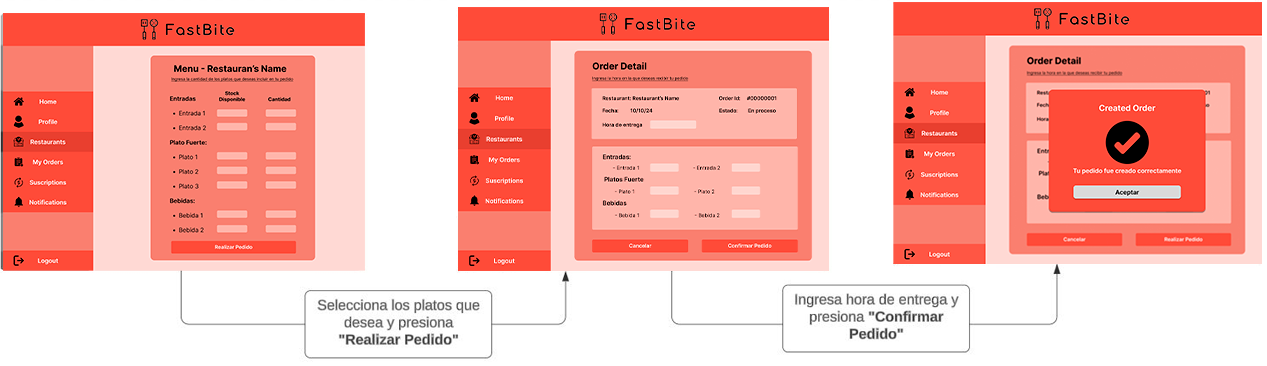 FastBite
Home
Profile
Restaurants
My Orders
Suscriptions
Notifications
Logout
Menu - Restauran's Name
Ingresa la cantidad de los platos que deseas incluir en tu pedido
Entradas Stock Disponible Cantidad
• Entrada 1
• Entrada 2
Plato Fuerte:
• Plato 1
• Plato 2
• Plato 3
Bebidas:
• Bebida 1
• Bebida 2
Realizar Pedido
Selecciona los platos que
desea y presiona
"Realizar Pedido"
FastBite
Home
Profile
Restaurants
My Orders
Suscriptions
Notifications
Logout
Order Detail
Ingresa la hora en la que deseas recibir tu pedido
Restaurant: Restaurant's Name Order Id: #00000001
Fecha: 10/10/24 Estado: En proceso
Hora de entrega
Entradas:
- Entrada 1 - Entrada 2
Platos Fuerte
- Plato 1 - Plato 2
Bebidas
- Bebida 1 - Bebida 2
Cancelar Confirmar Pedido
Ingresa hora de entrega y
presiona "Confirmar
Pedido"
FastBite
Home
Profile
Restaurants
My Orders
Suscriptions
Notifications
Logout
Order Detail
Ingresa la hora en la que deseas recibir tu pedido
Created Order
Tu pedido fue creado correctamente
Aceptar
Cancelar Realizar Pedido